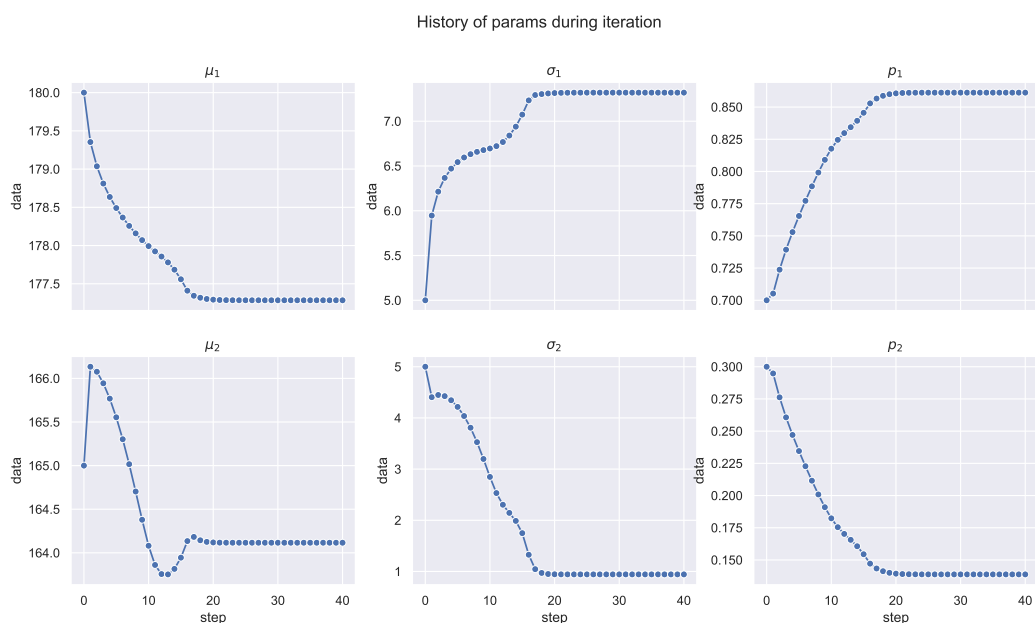 History of params during iteration
μ1
σ1
p1
180.0
179.5
179.0
178.5
178.0
177.5
data
7.0
6.5
6.0
5.5
5.0
data
0.850
0.825
0.800
0.775
0.750
0.725
0.700
data
μ2
σ2
p2
166.0
165.5
165.0
164.5
164.0
data
0 10 20 30 40
step
5
4
3
2
1
data
0 10 20 30 40
step
0.300
0.275
0.250
0.225
0.200
0.175
0.150
data
0 10 20 30 40
step